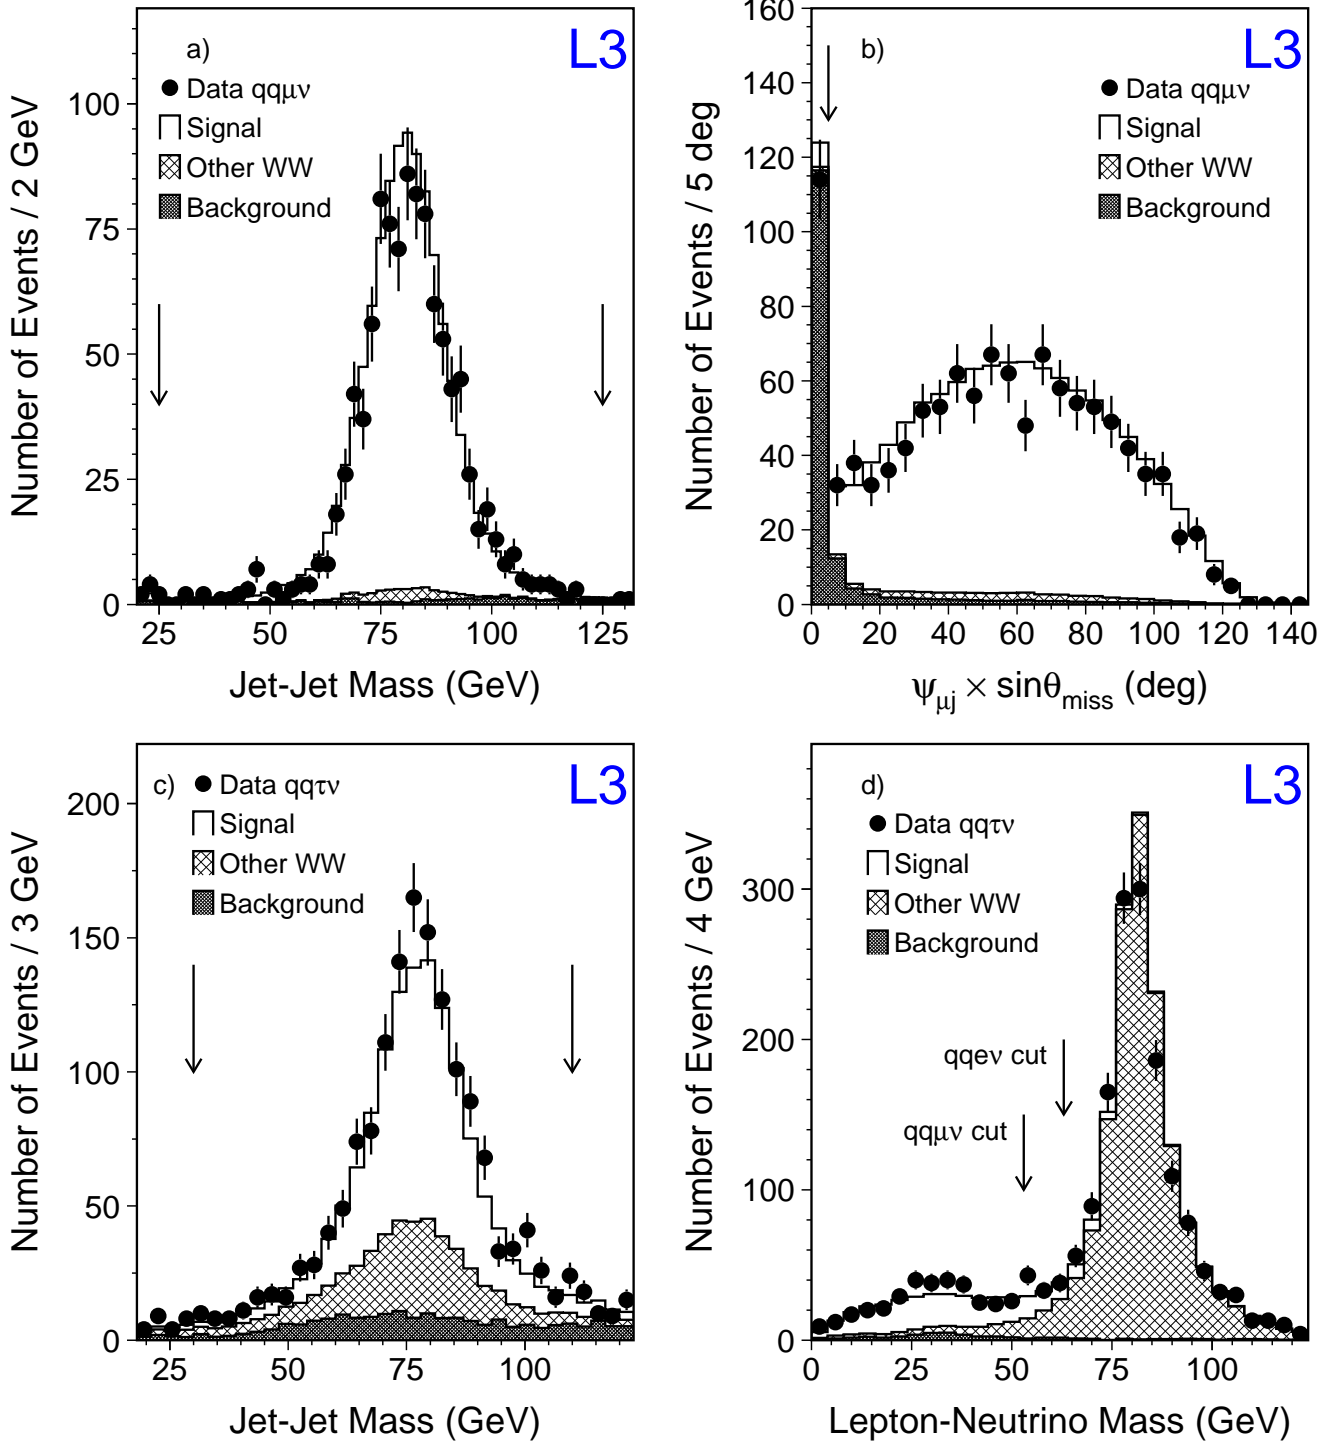 a)
L3
Data qqμν
Signal
Other WW
Background
Number of Events / 2 GeV
100
75
50
25
0
25 50 75 100 125
Jet-Jet Mass (GeV)
b)
L3
Data qqμν
Signal
Other WW
Background
Number of Events / 5 deg
160
140
120
100
80
60
40
20
0
0 20 40 60 80 100 120 140
ψμj × sinθmiss (deg)
c)
L3
Data qqτν
Signal
Other WW
Background
Number of Events / 3 GeV
200
150
100
50
0
25 50 75 100
Jet-Jet Mass (GeV)
d)
L3
Data qqτν
Signal
Other WW
Background
qqeν cut
qqμν cut
Number of Events / 4 GeV
300
200
100
0
0 25 50 75 100
Lepton-Neutrino Mass (GeV)